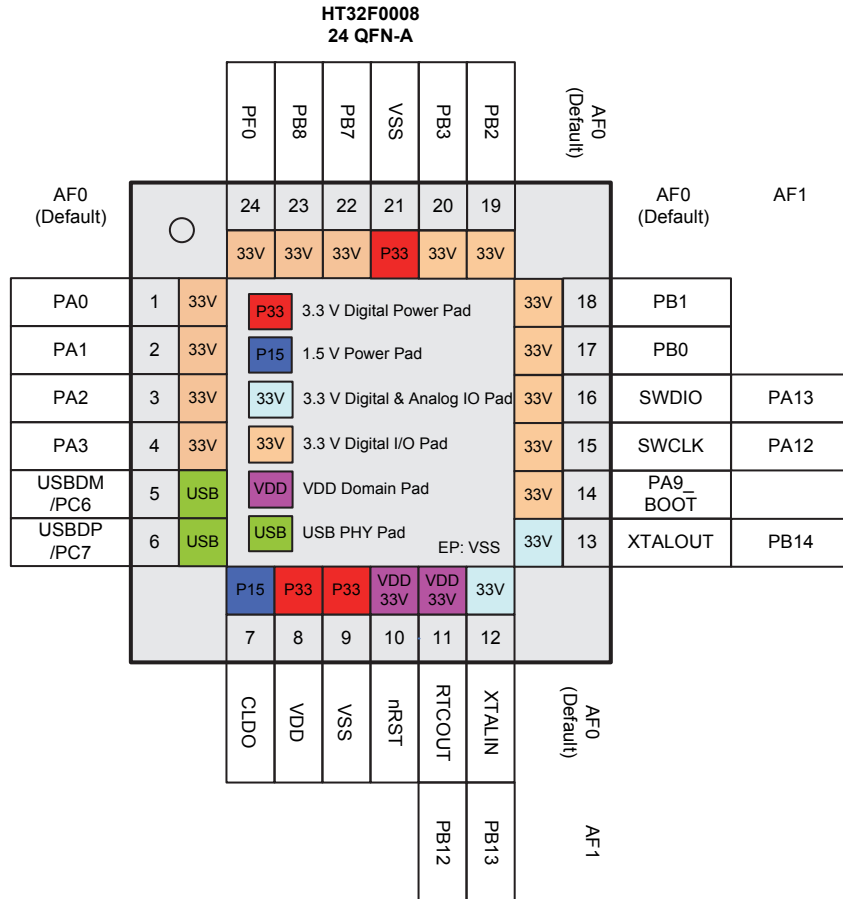 HT32F0008
24 QFN-A
PF0
PB8
PB7
VSS
PB3
PB2
AF0
(Default)
AF0
(Default)
AF0
(Default)
AF1
24
23
22
21
20
19
33V
33V
33V
P33
33V
33V
PA0
1
33V
P33
3.3 V Digital Power Pad
33V
18
PB1
PA1
2
33V
P15
1.5 V Power Pad
33V
17
PB0
PA2
3
33V
33V
3.3 V Digital & Analog IO Pad
33V
16
SWDIO
PA13
PA3
4
33V
33V
3.3 V Digital I/O Pad
33V
15
SWCLK
PA12
USBDM
/PC6
5
USB
VDD
VDD Domain Pad
33V
14
PA9_
BOOT
USBDP
/PC7
6
USB
USB
USB PHY Pad
EP: VSS
33V
13
XTALOUT
PB14
P15
P33
P33
VDD
33V
VDD
33V
33V
7
8
9
10
11
12
CLDO
VDD
VSS
nRST
RTCOUT
XTALIN
AF0
(Default)
PB12
PB13
AF1